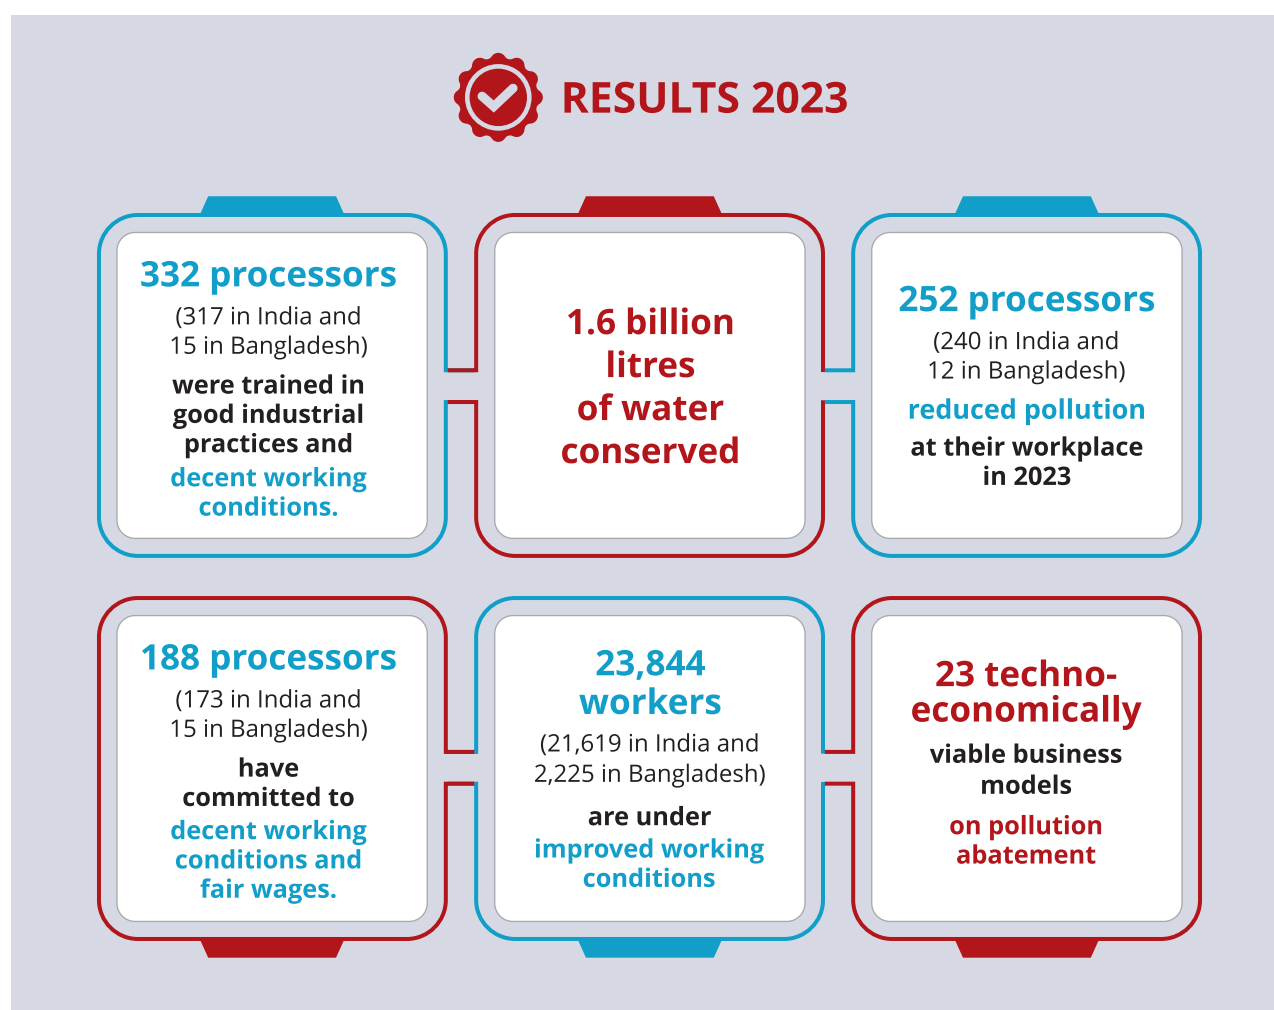 RESULTS 2023
332 processors
(317 in India and
15 in Bangladesh)
were trained in
good industrial
practices and
decent working
conditions.
1.6 billion
litres
of water
conserved
252 processors
(240 in India and
12 in Bangladesh)
reduced pollution
at their workplace
in 2023
188 processors
(173 in India and
15 in Bangladesh)
have
committed to
decent working
conditions and
fair wages.
23,844
workers
(21,619 in India and
2,225 in Bangladesh)
are under
improved working
conditions
23 techno-
economically
viable business
models
on pollution
abatement